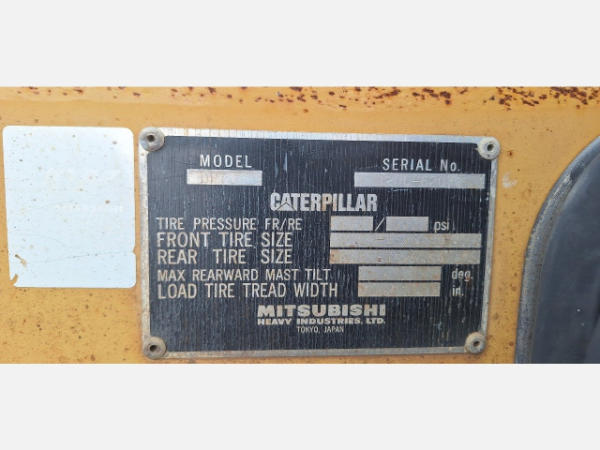 MODEL SERIAL No.
CATERPILLAR
TIRE PRESSURE FR/RE / psi
FRONT TIRE SIZE
REAR TIRE SIZE
MAX REARWARD MAST TILT deg.
LOAD TIRE TREAD WIDTH in.
MITSUBISHI
HEAVY INDUSTRIES, LTD.
TOKYO, JAPAN